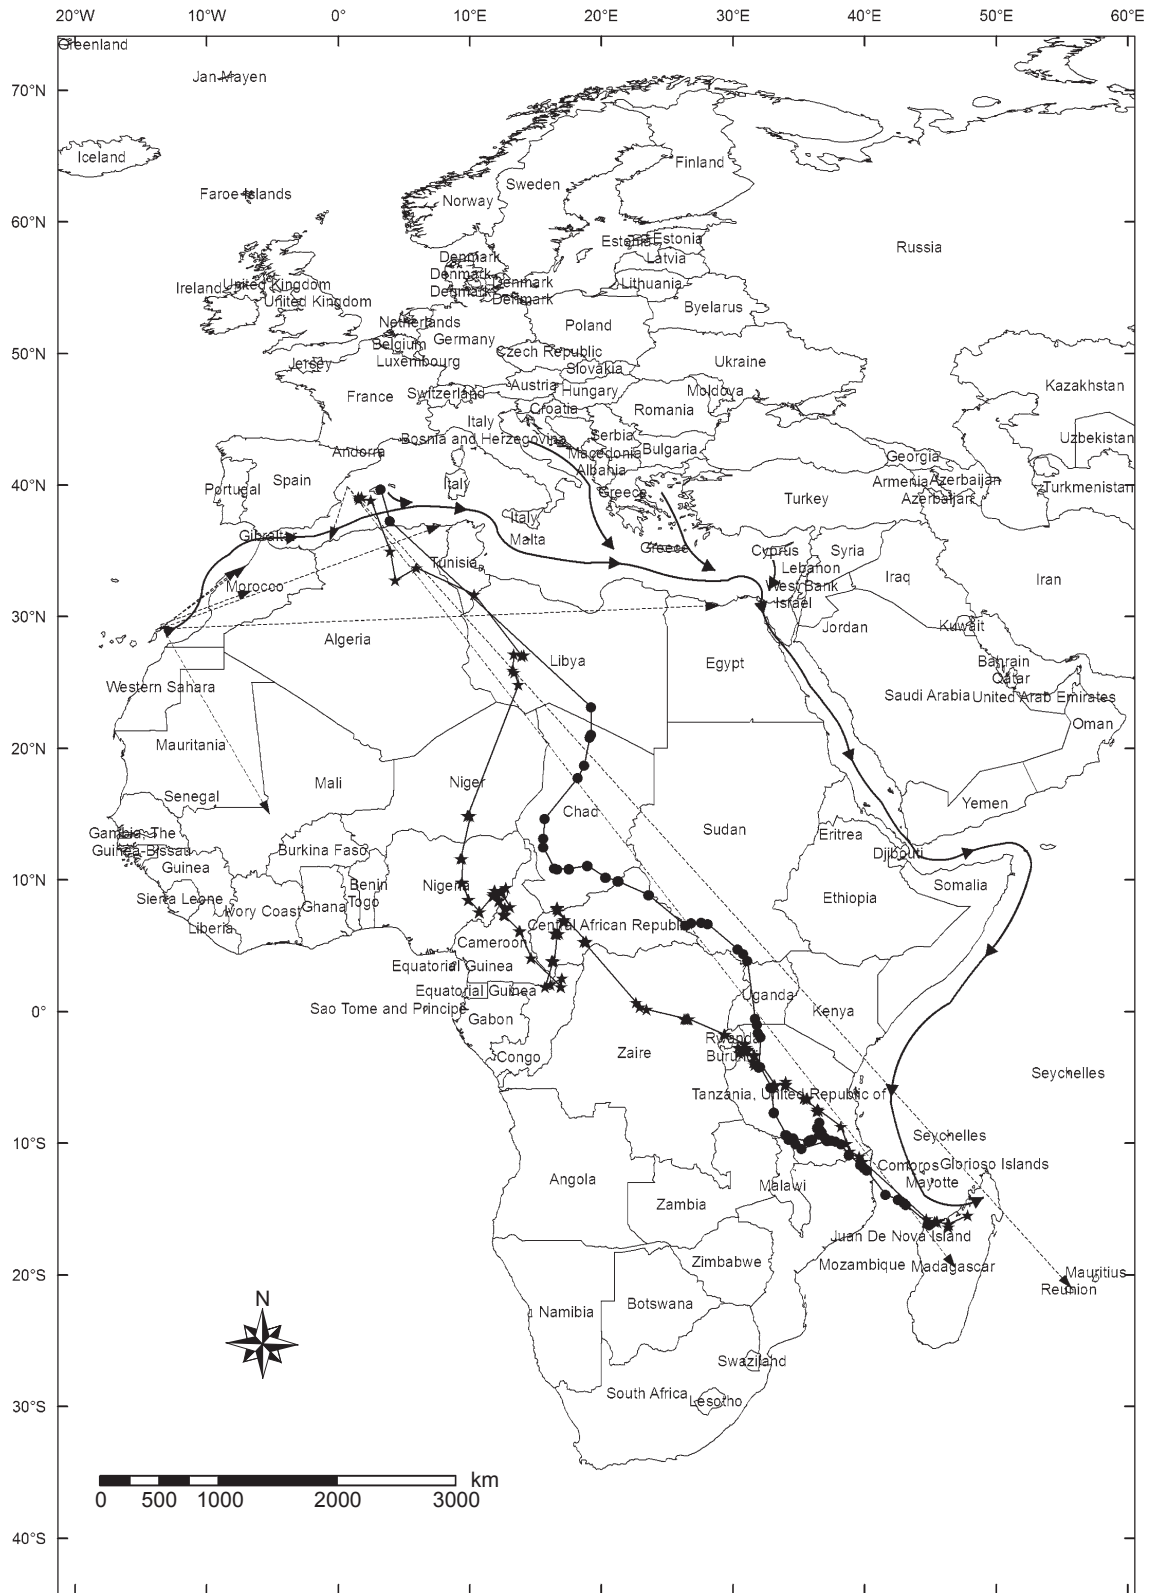 20°W 10°W 0° 10°E 20°E 30°E 40°E 50°E 60°E
Greenland
Jan Mayen
70°N
Iceland
Finland
Sweden
Faroe Islands
Norway
60°N
Estonia Estonia
Russia
Denmark
Latvia
Denmark
Ireland United Kingdom
Denmark
Lithuania
Denmark
Denmark
United Kingdom
Byelarus
Netherlands
Poland
Germany
Belgium
50°N
Czech Republic
Jersey
Luxembourg
Ukraine
Slovakia
Kazakhstan
Austria
Hungary
Moldova
France
Switzerland
Croatia
Romania
Italy
Serbia
Uzbekistan
Bosnia and Herzegovina
Andorra
Macedonia
Bulgaria
Georgia
Albania
Spain
Italy
Armenia
Azerbaijan
40°N
Portugal
Greece
Turkmenistan
Turkey
Azerbaijan
Italy
Gibraltar
Malta
Greece
Cyprus
Syria
Tunisia
Lebanon
Morocco
West Bank
Iraq
Iran
Israel
30°N
Jordan
Kuwait
Algeria
Libya
Egypt
Bahrain
Qatar
Western Sahara
Saudi Arabia
United Arab Emirates
Oman
Mauritania
20°N
Mali
Niger
Senegal
Chad
Yemen
Gambia, The
Sudan
Eritrea
Guinea-Bissau
Burkina Faso
Djibouti
Guinea
10°N
Benin
Nigeria
Somalia
Sierra Leone
Togo
Ethiopia
Ivory Coast
Ghana
Liberia
Central African Republic
Cameroon
Equatorial Guinea
Equatorial Guinea
Uganda
Sao Tome and Principe
0°
Gabon
Kenya
Rwanda
Congo
Zaire
Burundi
Seychelles
Tanzania, United Republic of
10°S
Seychelles
Comoros
Glorioso Islands
Angola
Malawi
Mayotte
Zambia
Juan De Nova Island
Zimbabwe
Mozambique
Madagascar
20°S
Mauritius
Reunion
N
Botswana
Namibia
Swaziland
South Africa
Lesotho
30°S
km
0 500 1000 2000 3000
40°S